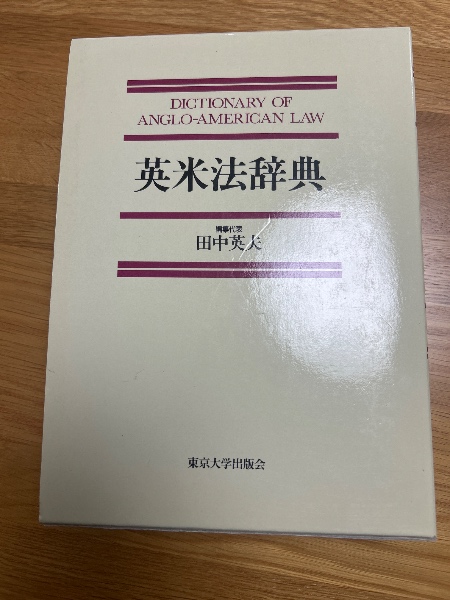 DICTIONARY OF
ANGLO-AMERICAN LAW
英米法辞典
編集代表
田中英夫
東京大学出版会